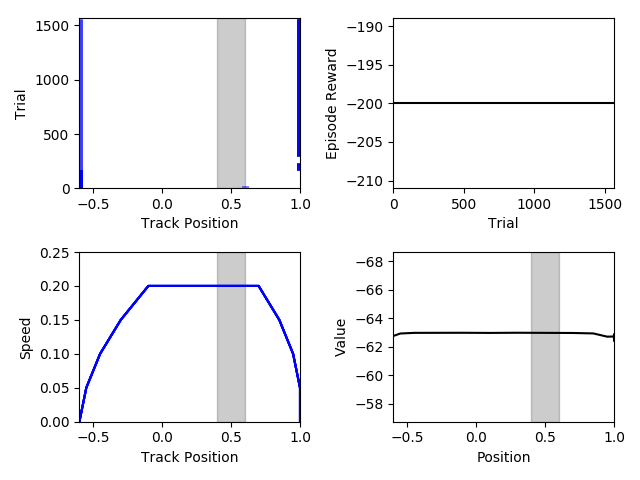 1500
1000
500
0
Trial
−0.5 0.0 0.5 1.0
Track Position
−190
−195
−200
−205
−210
Episode Reward
0 500 1000 1500
Trial
0.25
0.20
0.15
0.10
0.05
0.00
Speed
−0.5 0.0 0.5 1.0
Track Position
−68
−66
−64
−62
−60
−58
Value
−0.5 0.0 0.5 1.0
Position